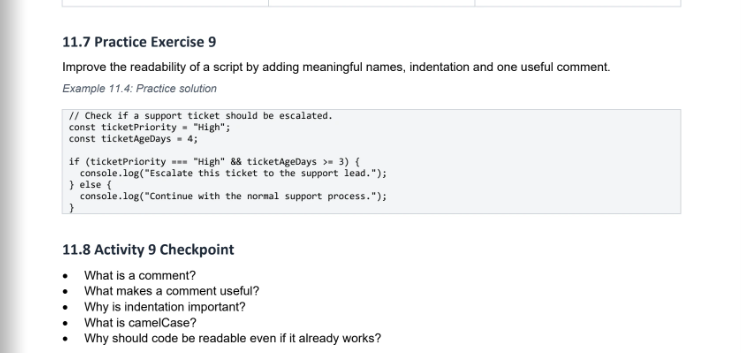 11.7 Practice Exercise 9
Improve the readability of a script by adding meaningful names, indentation and one useful comment.
Example 11.4: Practice solution
// Check if a support ticket should be escalated.
const ticketPriority = "High";
const ticketAgeDays = 4;
if (ticketPriority === "High" && ticketAgeDays >= 3) {
  console.log("Escalate this ticket to the support lead.");
} else {
  console.log("Continue with the normal support process.");
}
11.8 Activity 9 Checkpoint
• What is a comment?
• What makes a comment useful?
• Why is indentation important?
• What is camelCase?
• Why should code be readable even if it already works?